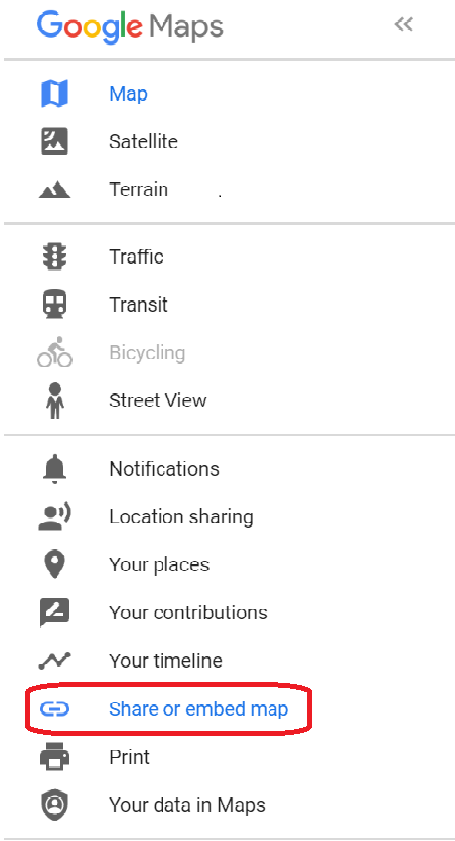 Google Maps
Map
Satellite
Terrain
Traffic
Transit
Bicycling
Street View
Notifications
Location sharing
Your places
Your contributions
Your timeline
Share or embed map
Print
Your data in Maps